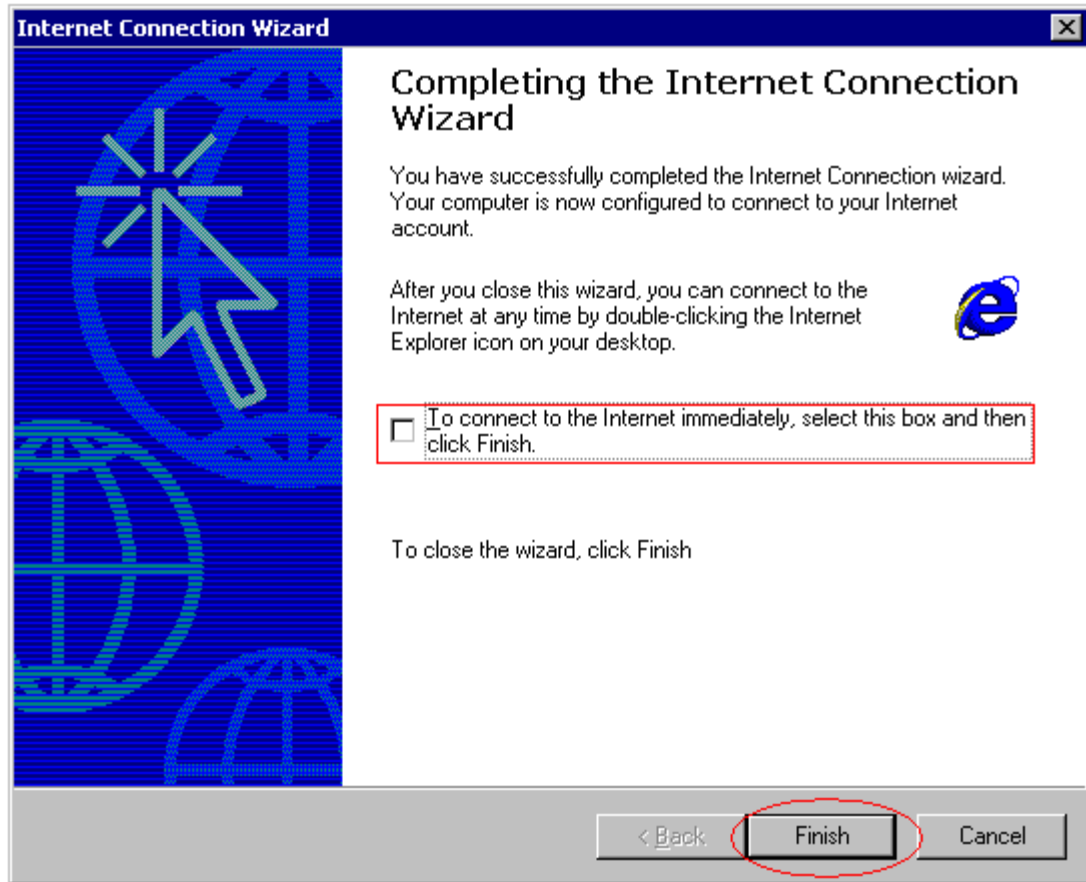 Internet Connection Wizard
Completing the Internet Connection
Wizard
You have successfully completed the Internet Connection wizard.
Your computer is now configured to connect to your Internet
account.
After you close this wizard, you can connect to the
Internet at any time by double-clicking the Internet
Explorer icon on your desktop.
To connect to the Internet immediately, select this box and then
click Finish.
To close the wizard, click Finish
< Back
Finish
Cancel